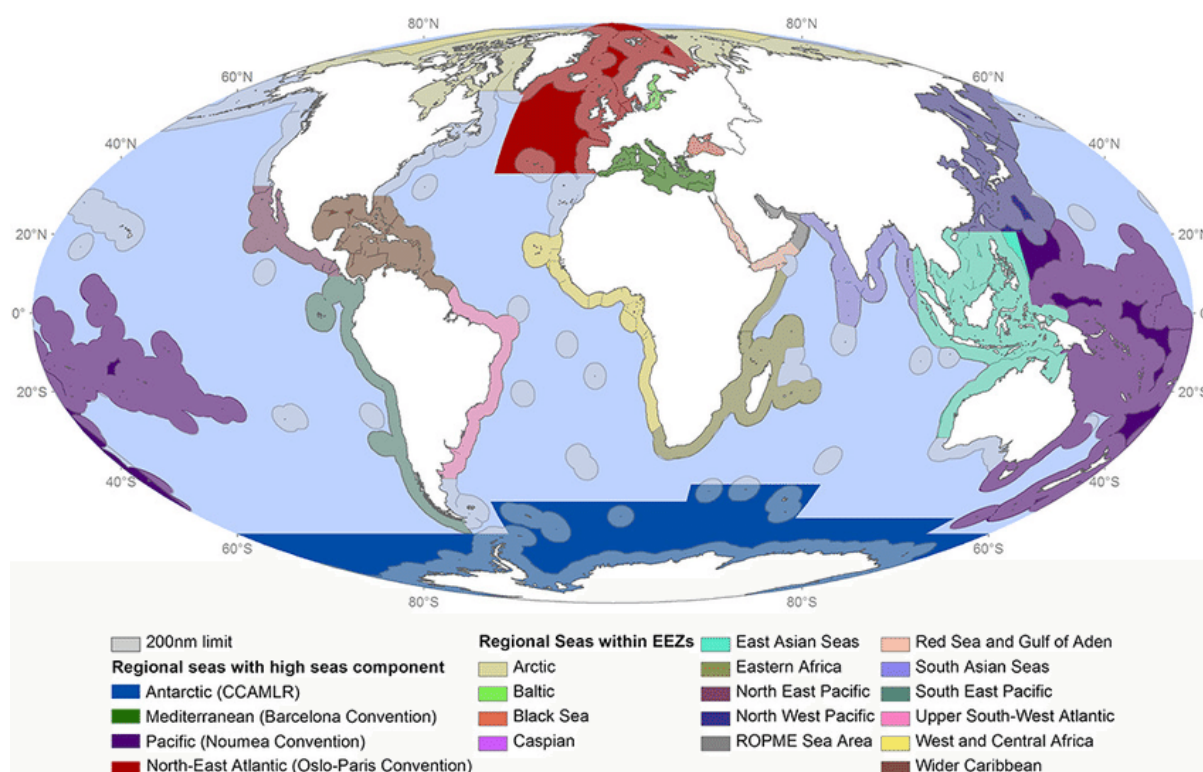 80°N 80°N
60°N 60°N
40°N 40°N
20°N 20°N
0° 0°
20°S 20°S
40°S 40°S
60°S 60°S
80°S 80°S
200nm limit
Regional seas with high seas component
Antarctic (CCAMLR)
Mediterranean (Barcelona Convention)
Pacific (Noumea Convention)
North-East Atlantic (Oslo-Paris Convention)
Regional Seas within EEZs
Arctic
Baltic
Black Sea
Caspian
East Asian Seas
Eastern Africa
North East Pacific
North West Pacific
ROPME Sea Area
Red Sea and Gulf of Aden
South Asian Seas
South East Pacific
Upper South-West Atlantic
West and Central Africa
Wider Caribbean